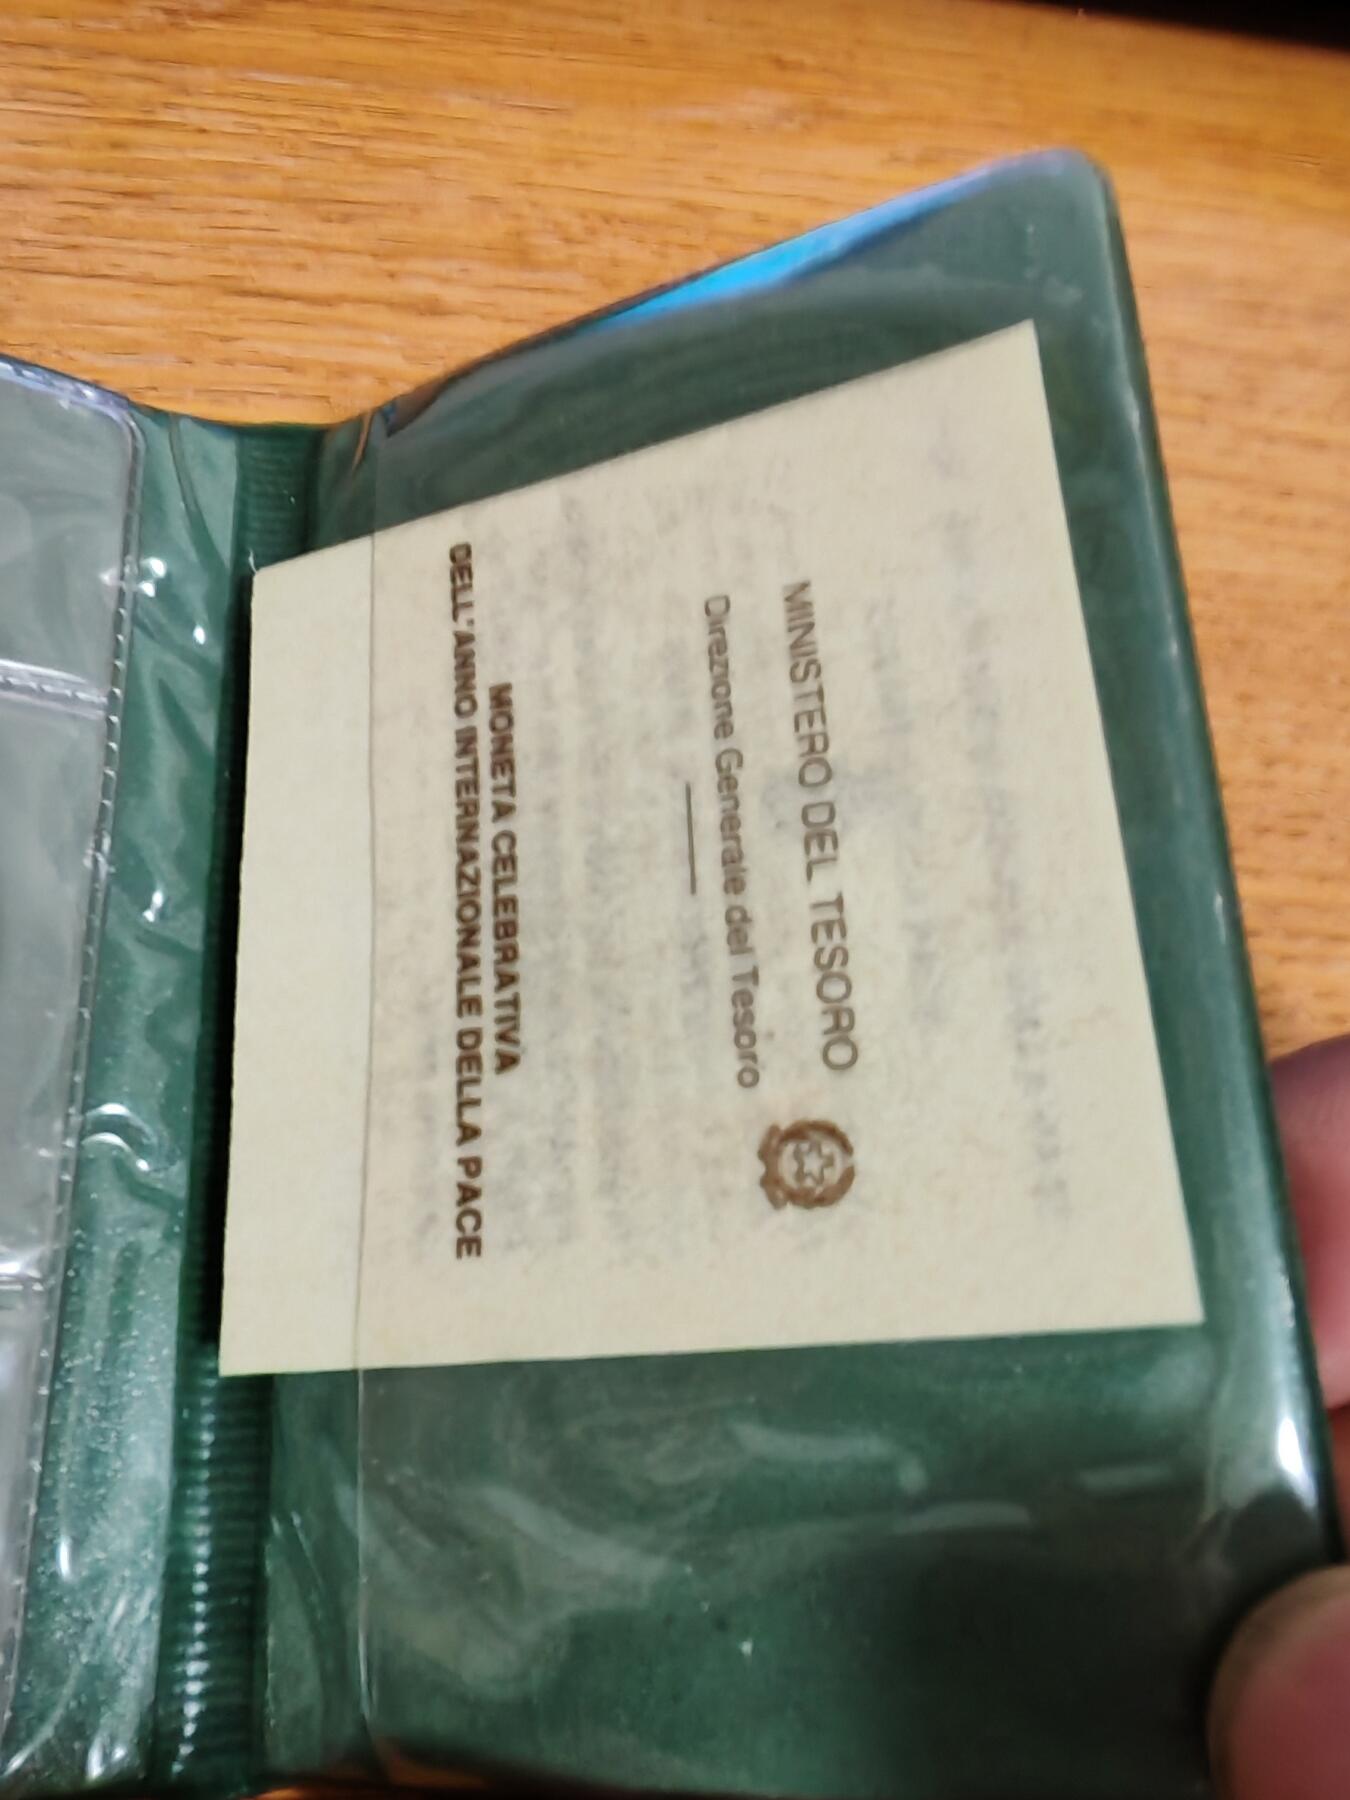 MINISTERO DEL TESORO
Direzione Generale del Tesoro
MONETA CELEBRATIVA
DELL'ANNO INTERNAZIONALE DELLA PACE